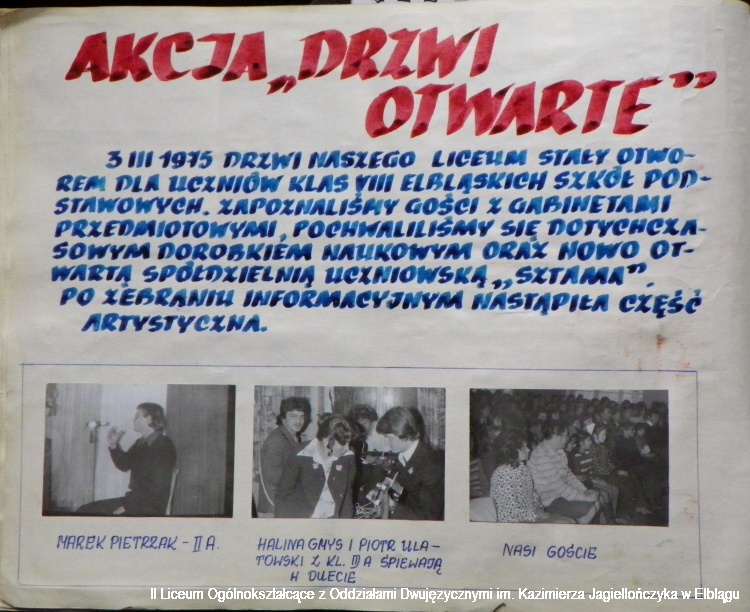 AKCJA „DRZWI
OTWARTE”
3 III 1975 DRZWI NASZEGO LICEUM STAŁY OTWO-
REM DLA UCZNIÓW KLAS VIII ELBLĄSKICH SZKÓŁ POD-
STAWOWYCH. ZAPOZNALIŚMY GOŚCI Z GABINETAMI
PRZEDMIOTOWYMI, POCHWALILIŚMY SIĘ DOTYCHCZA-
SOWYM DOROBKIEM NAUKOWYM ORAZ NOWO OT-
WARTĄ SPÓŁDZIELNIĄ UCZNIOWSKĄ „SZTAMA”.
PO ZEBRANIU INFORMACYJNYM NASTĄPIŁA CZĘŚĆ
ARTYSTYCZNA.
MAREK PIETRZAK - II A.
HALINA GMYS I PIOTR ULA-
TOWSKI Z KL. III A ŚPIEWAJĄ
W DUECIE
NASI GOŚCIE
II Liceum Ogólnokształcące z Oddziałami Dwujęzycznymi im. Kazimierza Jagiellończyka w Elblągu